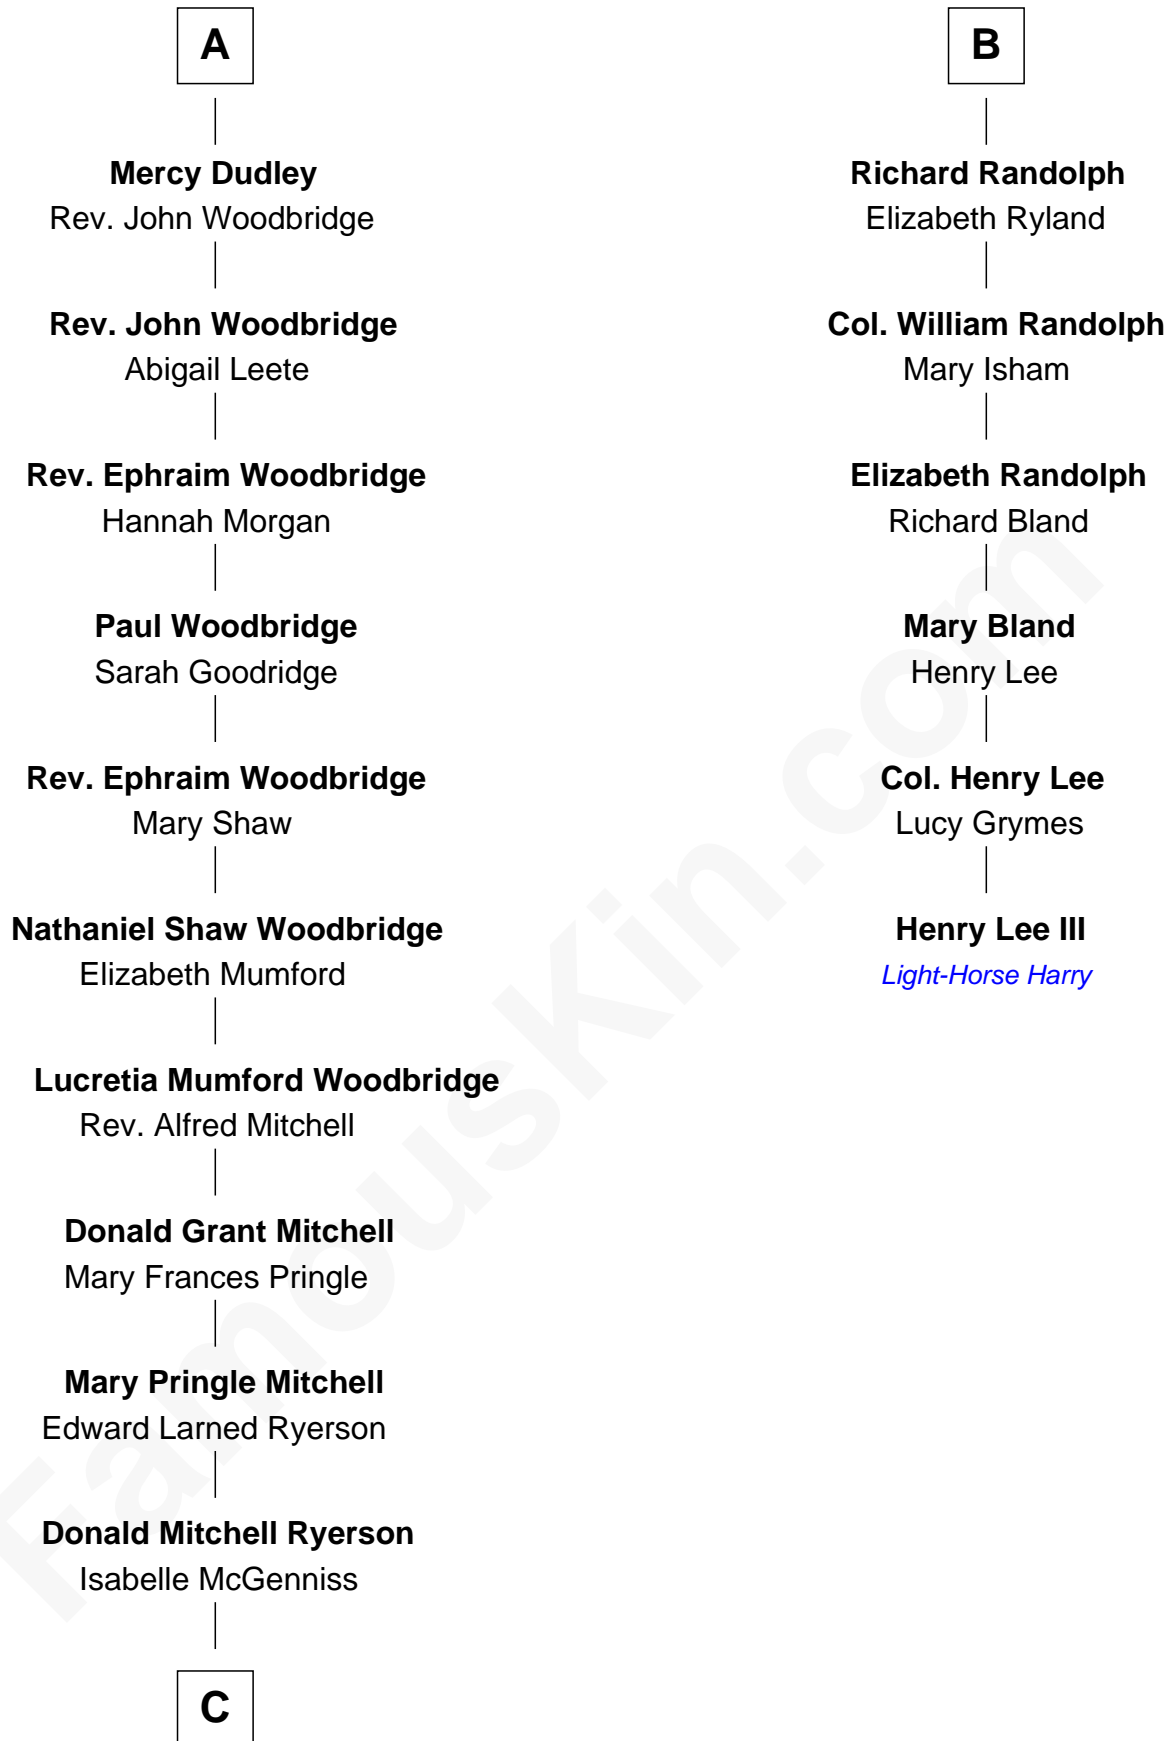 A
Mercy Dudley
Rev. John Woodbridge
Rev. John Woodbridge
Abigail Leete
Rev. Ephraim Woodbridge
Hannah Morgan
Paul Woodbridge
Sarah Goodridge
Rev. Ephraim Woodbridge
Mary Shaw
Nathaniel Shaw Woodbridge
Elizabeth Mumford
Lucretia Mumford Woodbridge
Rev. Alfred Mitchell
Donald Grant Mitchell
Mary Frances Pringle
Mary Pringle Mitchell
Edward Larned Ryerson
Donald Mitchell Ryerson
Isabelle McGenniss
C
B
Richard Randolph
Elizabeth Ryland
Col. William Randolph
Mary Isham
Elizabeth Randolph
Richard Bland
Mary Bland
Henry Lee
Col. Henry Lee
Lucy Grymes
Henry Lee III
Light-Horse Harry
FamousKin.com